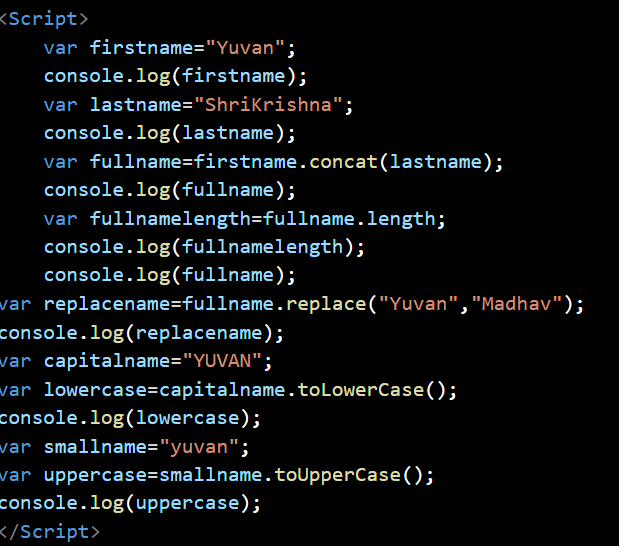 <Script>
var firstname="Yuvan";
console.log(firstname);
var lastname="ShriKrishna";
console.log(lastname);
var fullname=firstname.concat(lastname);
console.log(fullname);
var fullnamelength=fullname.length;
console.log(fullnamelength);
console.log(fullname);
var replacename=fullname.replace("Yuvan","Madhav");
console.log(replacename);
var capitalname="YUVAN";
var lowercase=capitalname.toLowerCase();
console.log(lowercase);
var smallname="yuvan";
var uppercase=smallname.toUpperCase();
console.log(uppercase);
</Script>